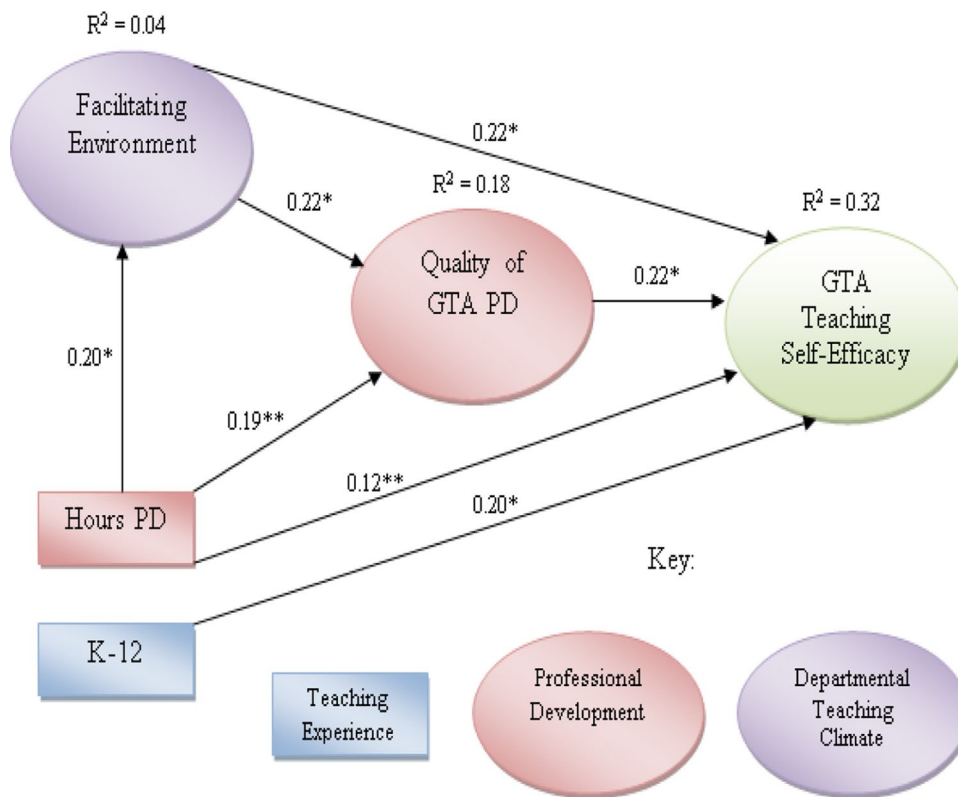 R² = 0.04
Facilitating
Environment
0.22*
R² = 0.18
R² = 0.32
0.22*
Quality of
GTA PD
0.22*
GTA
Teaching
Self-Efficacy
0.20*
0.19**
0.12**
0.20*
Hours PD
K-12
Key:
Teaching
Experience
Professional
Development
Departmental
Teaching
Climate